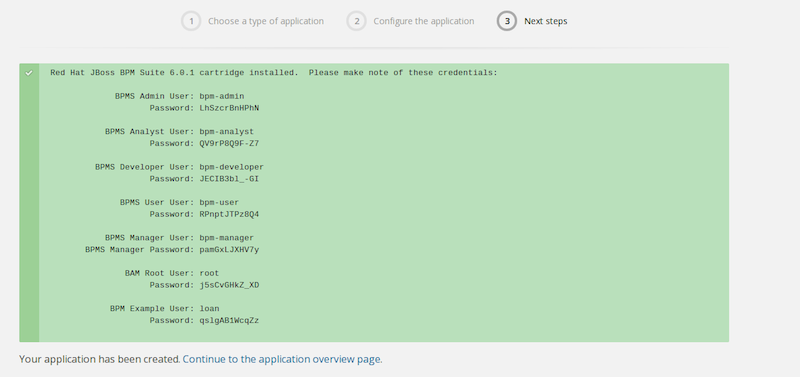 1 Choose a type of application 2 Configure the application 3 Next steps
Red Hat JBoss BPM Suite 6.0.1 cartridge installed.  Please make note of these credentials:
BPMS Admin User: bpm-admin
Password: LhSzcrBnHPhN
BPMS Analyst User: bpm-analyst
Password: QV9rP8Q9F-Z7
BPMS Developer User: bpm-developer
Password: JECIB3bl_-GI
BPMS User User: bpm-user
Password: RPnptJTPz8Q4
BPMS Manager User: bpm-manager
BPMS Manager Password: pamGxLJXHV7y
BAM Root User: root
Password: j5sCvGHkZ_XD
BPM Example User: loan
Password: qslgAB1WcqZz
Your application has been created. Continue to the application overview page.